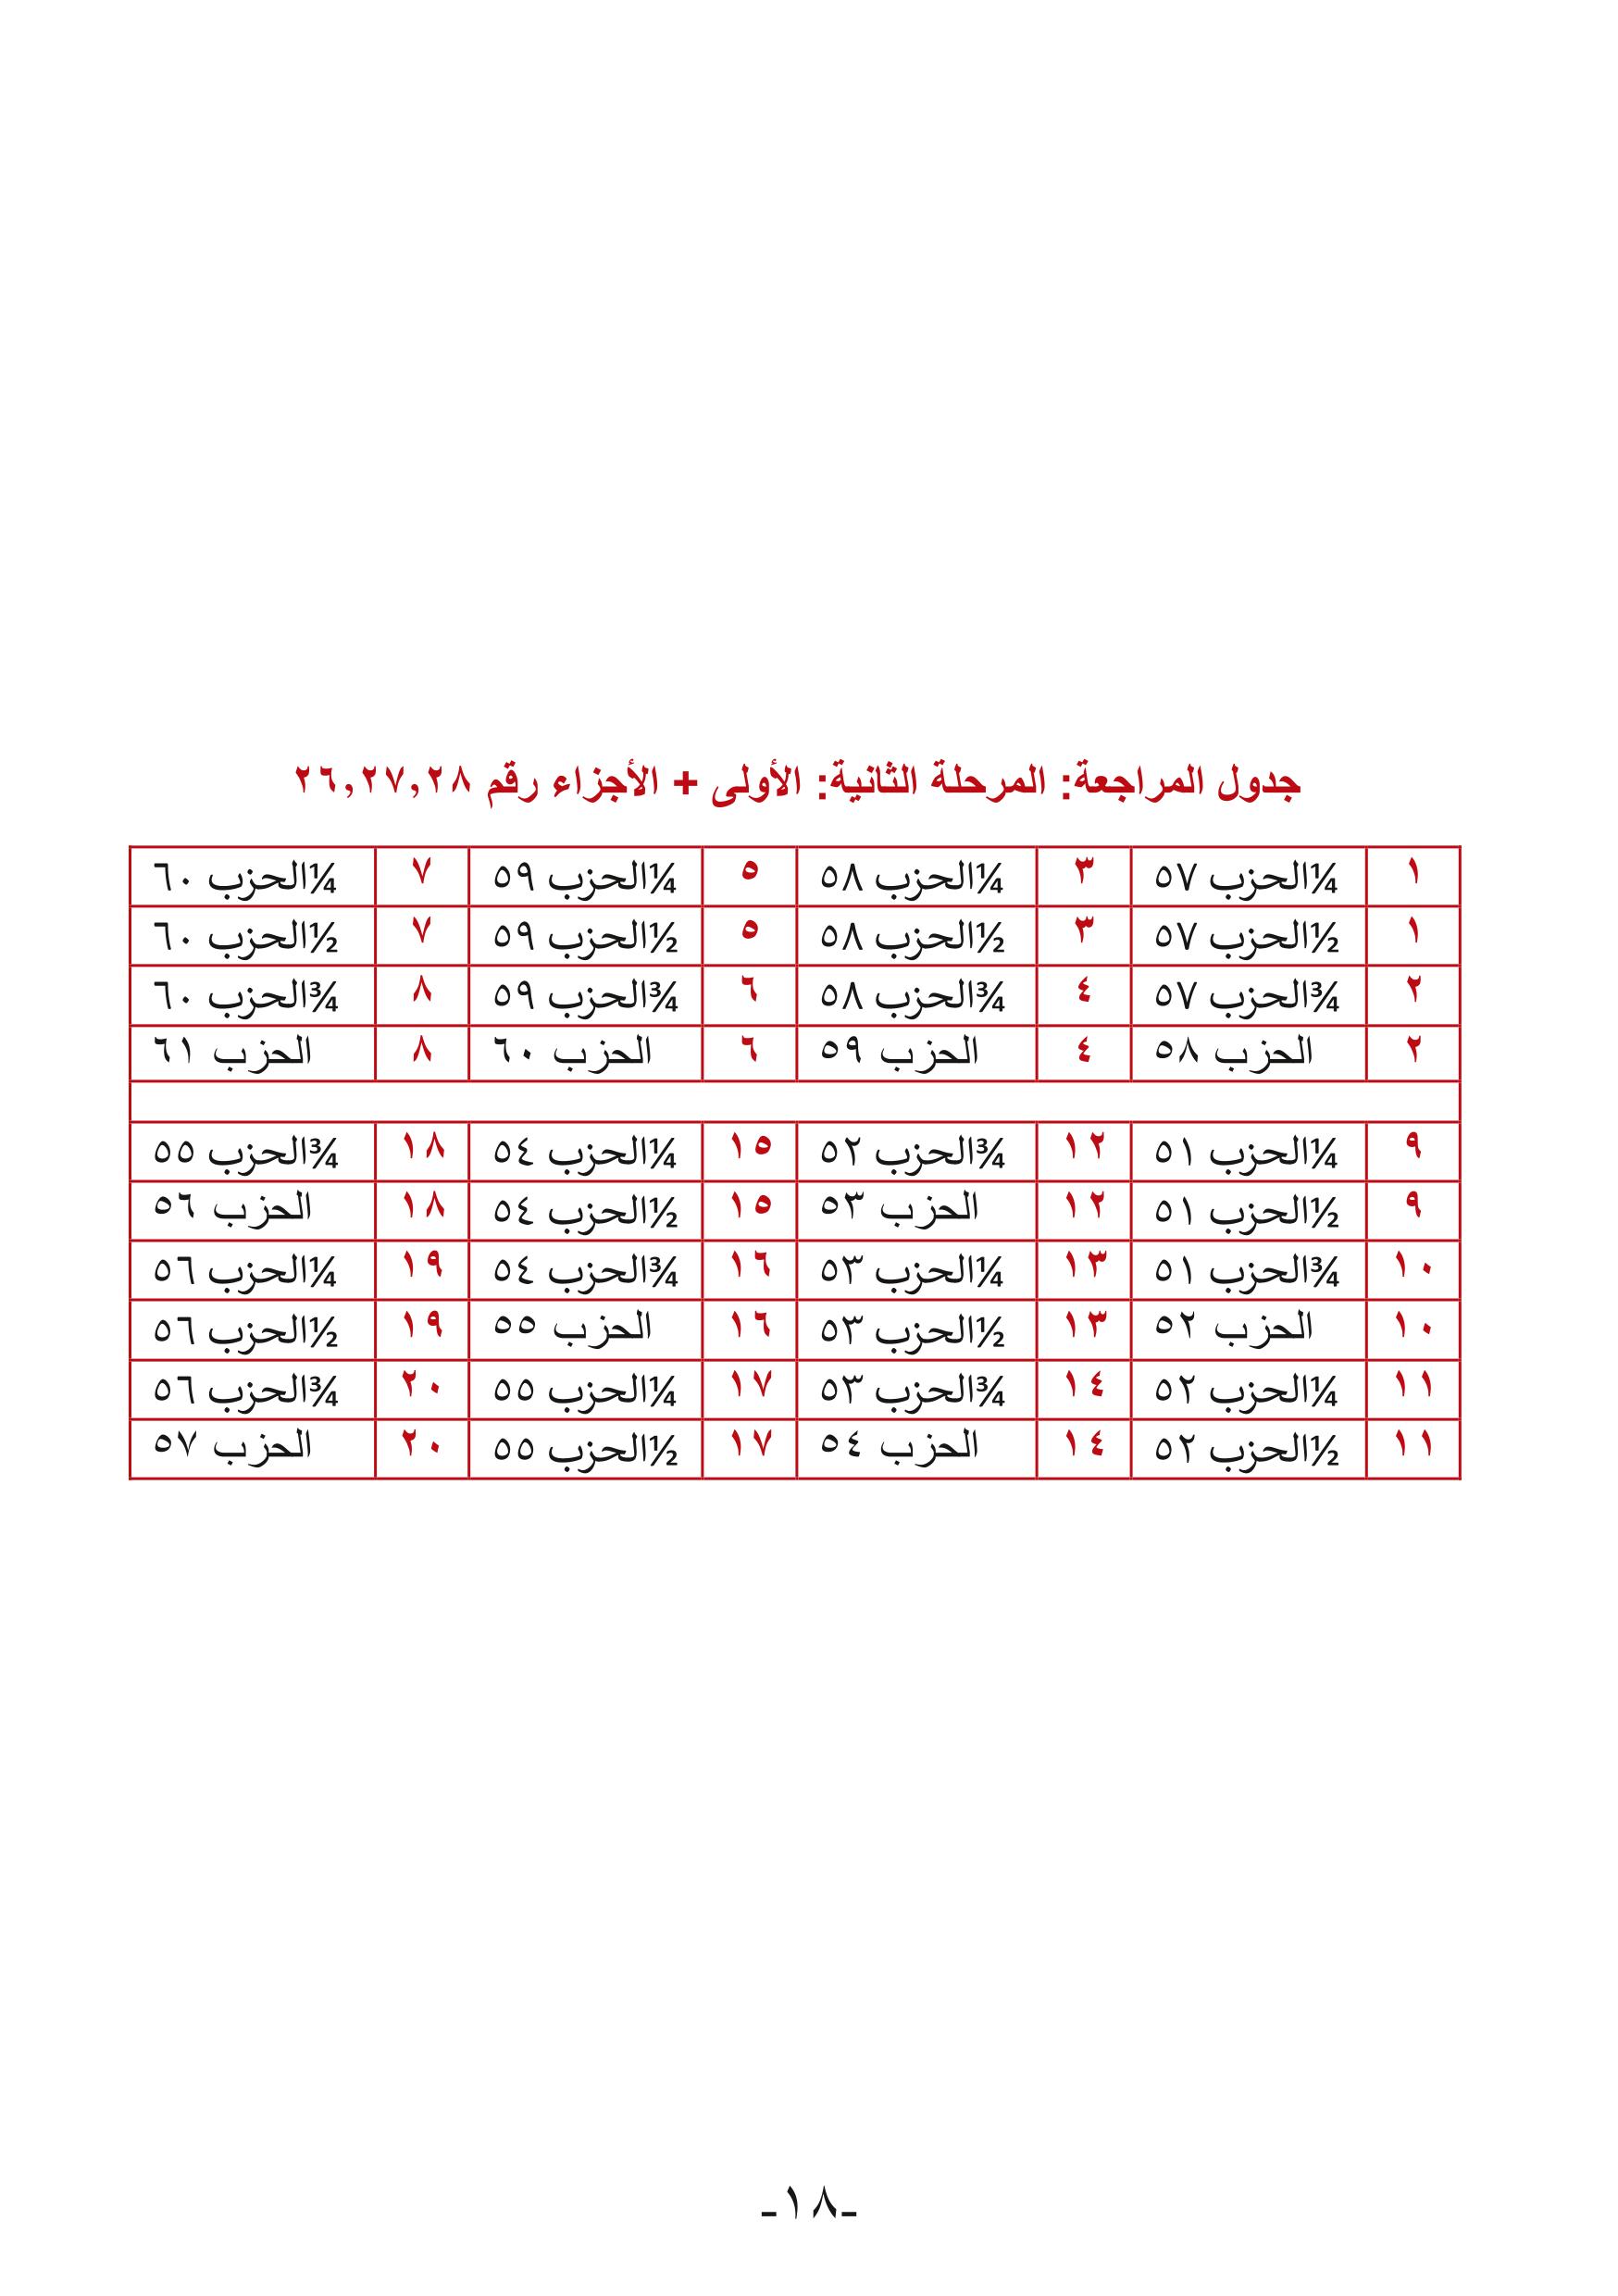 جدول المراجعة: المرحلة الثانية: الأولى + الأجزاء رقم ٢٦,٢٧,٢٨
١ ¼الحزب ٥٧ ٣ ¼الحزب ٥٨ ٥ ¼الحزب ٥٩ ٧ ¼الحزب ٦٠
١ ½الحزب ٥٧ ٣ ½الحزب ٥٨ ٥ ½الحزب ٥٩ ٧ ½الحزب ٦٠
٢ ¾الحزب ٥٧ ٤ ¾الحزب ٥٨ ٦ ¾الحزب ٥٩ ٨ ¾الحزب ٦٠
٢ الحزب ٥٨ ٤ الحزب ٥٩ ٦ الحزب ٦٠ ٨ الحزب ٦١
٩ ¼الحزب ٥١ ١٢ ¾الحزب ٥٢ ١٥ ¼الحزب ٥٤ ١٨ ¾الحزب ٥٥
٩ ½الحزب ٥١ ١٢ الحزب ٥٣ ١٥ ½الحزب ٥٤ ١٨ الحزب ٥٦
١٠ ¾الحزب ٥١ ١٣ ¼الحزب ٥٣ ١٦ ¾الحزب ٥٤ ١٩ ¼الحزب ٥٦
١٠ الحزب ٥٢ ١٣ ½الحزب ٥٣ ١٦ الحزب ٥٥ ١٩ ½الحزب ٥٦
١١ ¼الحزب ٥٢ ١٤ ¾الحزب ٥٣ ١٧ ¼الحزب ٥٥ ٢٠ ¾الحزب ٥٦
١١ ½الحزب ٥٢ ١٤ الحزب ٥٤ ١٧ ½الحزب ٥٥ ٢٠ الحزب ٥٧
-١٨-